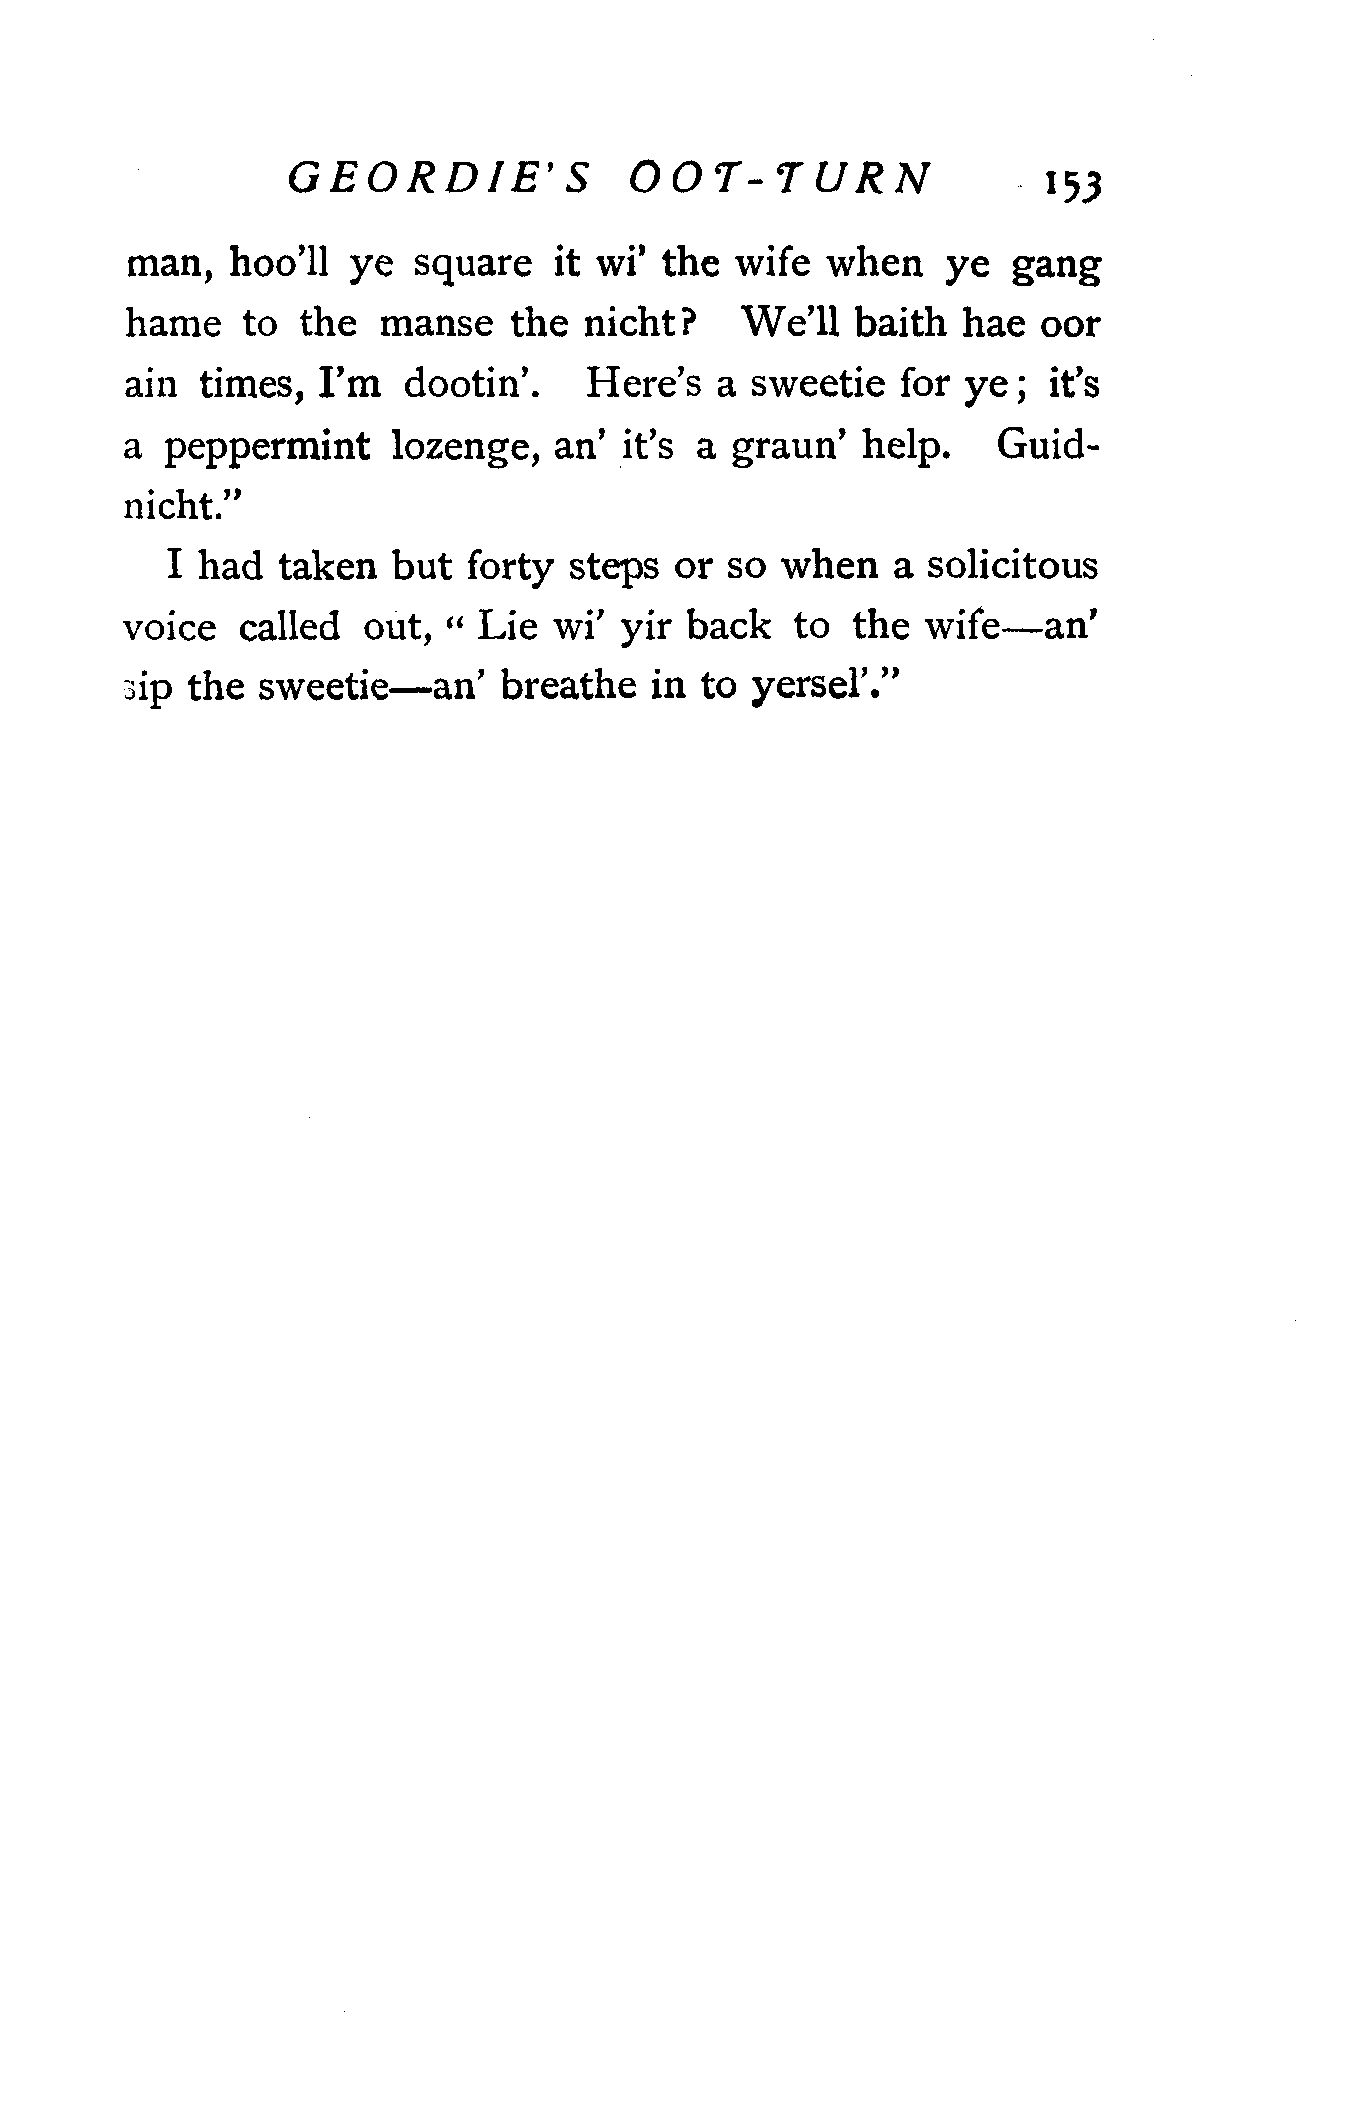 GEORDIE'S OOT-TURN 153
man, hoo'll ye square it wi' the wife when ye gang
hame to the manse the nicht? We'll baith hae oor
ain times, I'm dootin'. Here's a sweetie for ye; it's
a peppermint lozenge, an' it's a graun' help. Guid-
nicht."
I had taken but forty steps or so when a solicitous
voice called out, "Lie wi' yir back to the wife—an'
sip the sweetie—an' breathe in to yersel'."